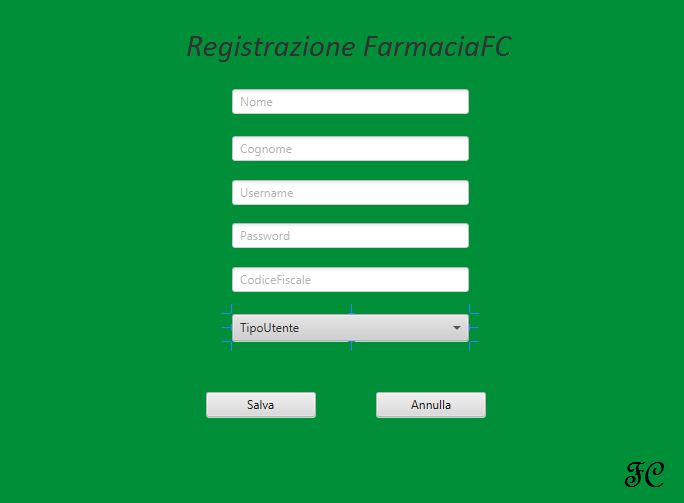 Registrazione FarmaciaFC
Nome
Cognome
Username
Password
CodiceFiscale
TipoUtente
Salva Annulla
FC